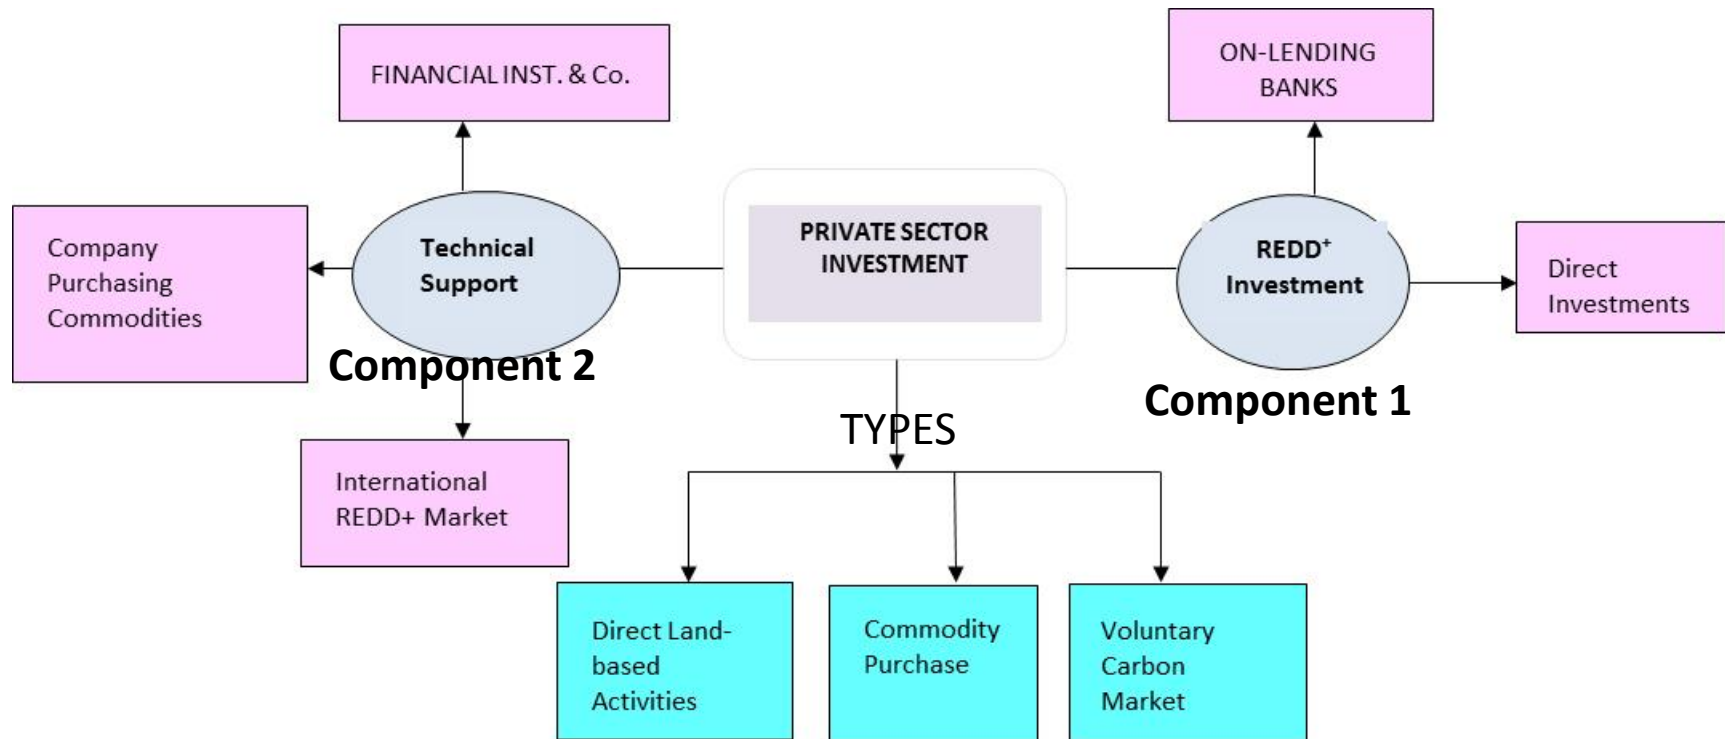 FINANCIAL INST. & Co.
ON-LENDING
BANKS
Company
Purchasing
Commodities
Technical
Support
PRIVATE SECTOR
INVESTMENT
REDD+
Investment
Direct
Investments
Component 2
Component 1
TYPES
International
REDD+ Market
Direct Land-
based
Activities
Commodity
Purchase
Voluntary
Carbon
Market